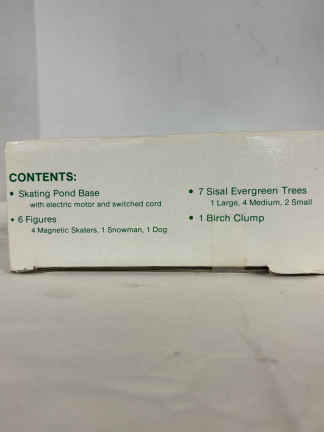 CONTENTS:
• Skating Pond Base
with electric motor and switched cord
• 6 Figures
4 Magnetic Skaters, 1 Snowman, 1 Dog
• 7 Sisal Evergreen Trees
1 Large, 4 Medium, 2 Small
• 1 Birch Clump